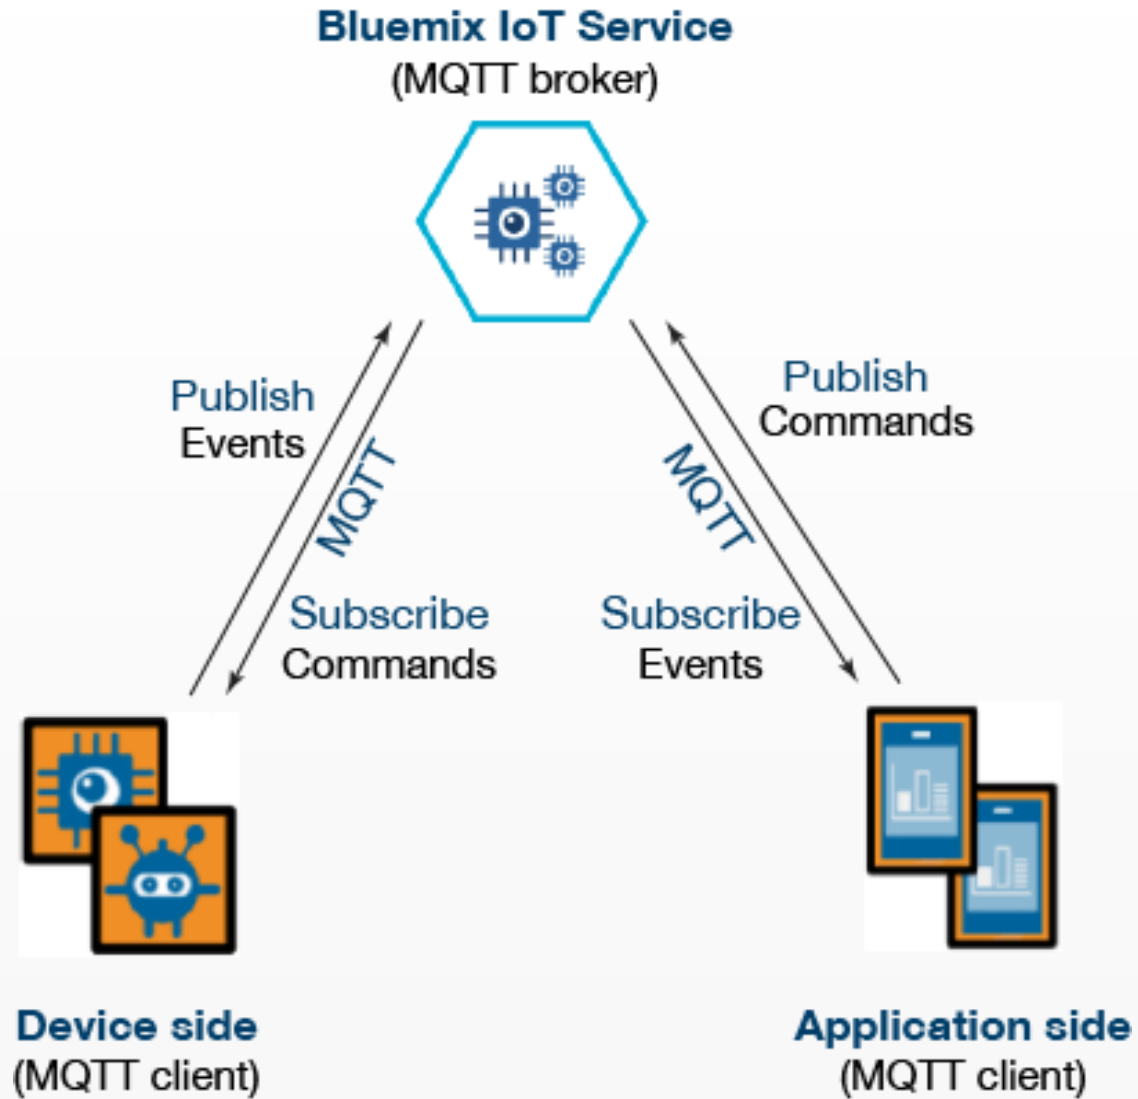 Bluemix IoT Service
(MQTT broker)
Publish
Events
MQTT
Subscribe
Commands
Publish
Commands
MQTT
Subscribe
Events
Device side
(MQTT client)
Application side
(MQTT client)